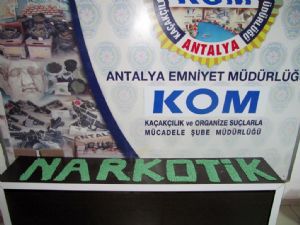 KOM
ANTALYA
ANTALYA EMNİYET MÜDÜRLÜĞÜ
KOM
KAÇAKÇILIK ve ORGANİZE SUÇLARLA
MÜCADELE ŞUBE MÜDÜRLÜĞÜ
NARKOTİK